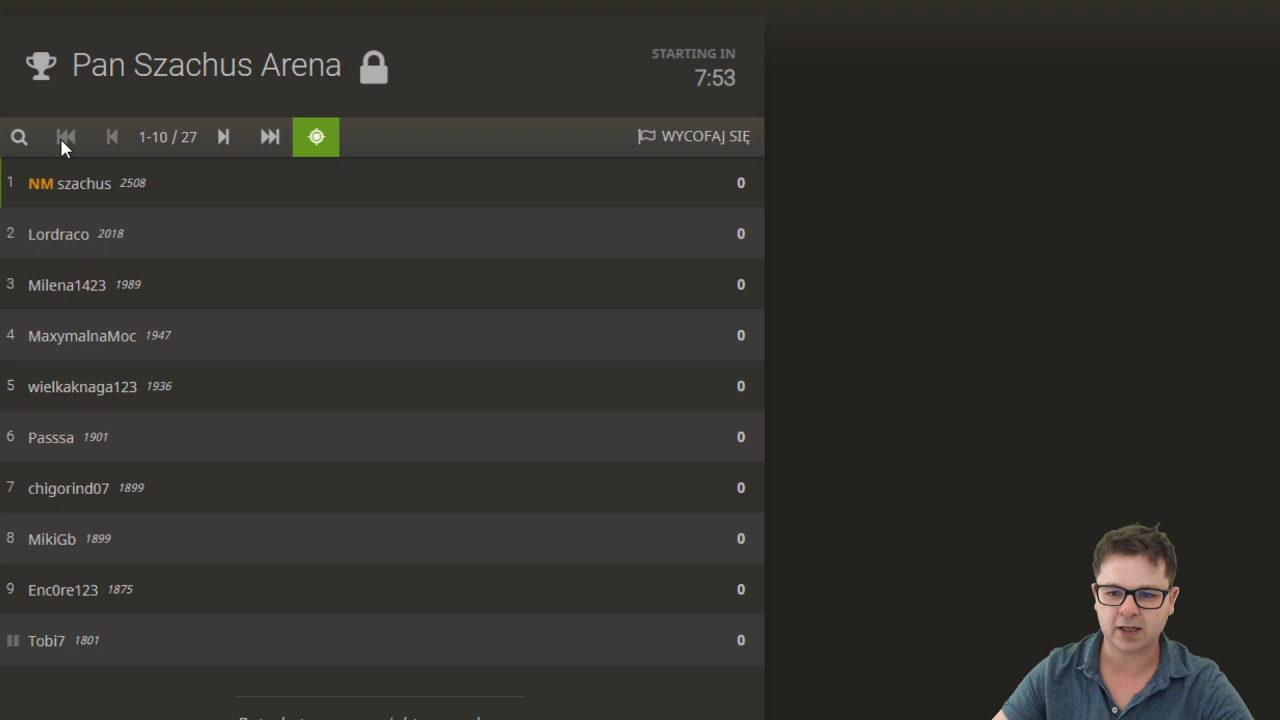 Pan Szachus Arena
STARTING IN
7:53
1-10 / 27
WYCOFAJ SIĘ
1 NM szachus 2508 0
2 Lordraco 2018 0
3 Milena1423 1989 0
4 MaxymalnaMoc 1947 0
5 wielkaknaga123 1936 0
6 Passsa 1901 0
7 chigorind07 1899 0
8 MikiGb 1899 0
9 Enc0re123 1875 0
Tobi7 1801 0